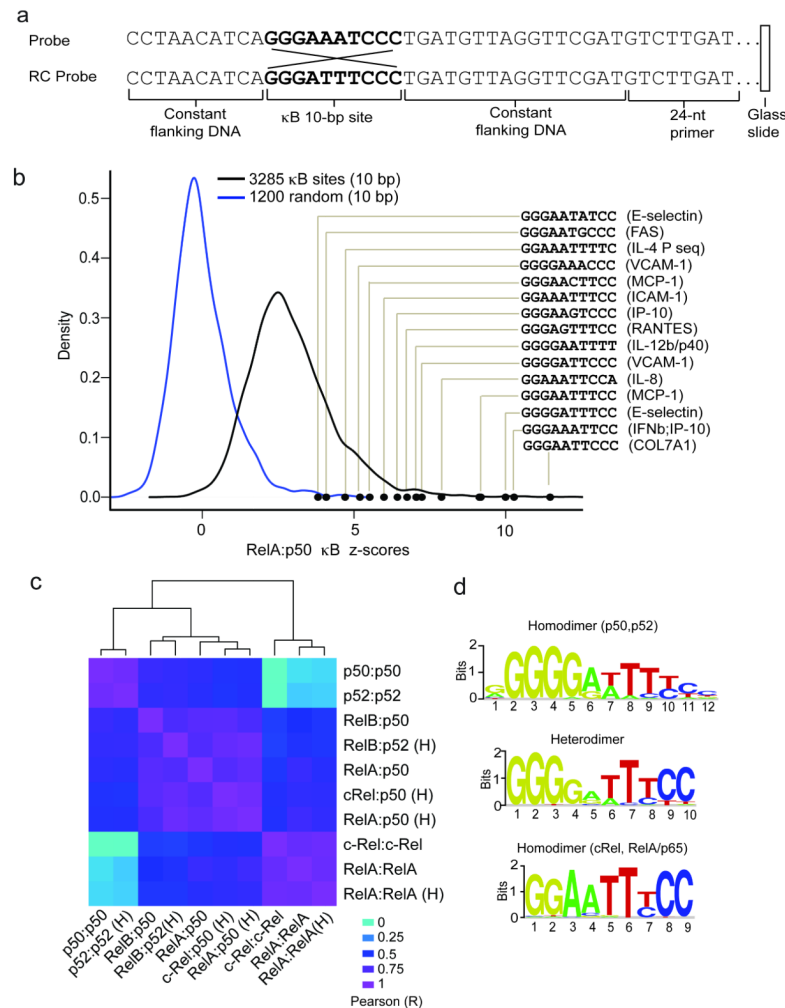 a
Probe
CCTAACATCAGGGAAATCCCCTGATGTTAGGTTCGATGTCTTGAT...
RC Probe
CCTAACATCAGGGATTTCCCCTGATGTTAGGTTCGATGTCTTGAT...
Constant
flanking DNA
κB 10-bp site
Constant
flanking DNA
24-nt
primer
Glass
slide
b
3285 κB sites (10 bp)
1200 random (10 bp)
Density
0.5
0.4
0.3
0.2
0.1
0.0
0 5 10
RelA:p50 κB z-scores
GGGAATATCC (E-selectin)
GGGAATGCCC (FAS)
GGAAATTTTC (IL-4 P seq)
GGGGAAACCC (VCAM-1)
GGGAACTTCC (MCP-1)
GGAAATTTCC (ICAM-1)
GGGAAGTCCC (IP-10)
GGGAGTTTCC (RANTES)
GGGGAATTTT (IL-12b/p40)
GGGGATTCCC (VCAM-1)
GGAAATTCCA (IL-8)
GGGAATTTCC (MCP-1)
GGGGATTTCC (E-selectin)
GGGAAATTCC (IFNb;IP-10)
GGGAATTCCC (COL7A1)
c
p50:p50
p52:p52
RelB:p50
RelB:p52 (H)
RelA:p50
cRel:p50 (H)
RelA:p50 (H)
c-Rel:c-Rel
RelA:RelA
RelA:RelA (H)
p50:p50
p52:p52 (H)
RelB:p50
RelB:p52(H)
RelA:p50
c-Rel:p50 (H)
RelA:p50 (H)
c-Rel:c-Rel
RelA:RelA
RelA:RelA(H)
0
0.25
0.5
0.75
1
Pearson (R)
d
Homodimer (p50,p52)
Bits
2
1
0
1 2 3 4 5 6 7 8 9 10 11 12
Heterodimer
Bits
2
1
0
1 2 3 4 5 6 7 8 9 10
Homodimer (cRel, RelA/p65)
Bits
2
1
0
1 2 3 4 5 6 7 8 9